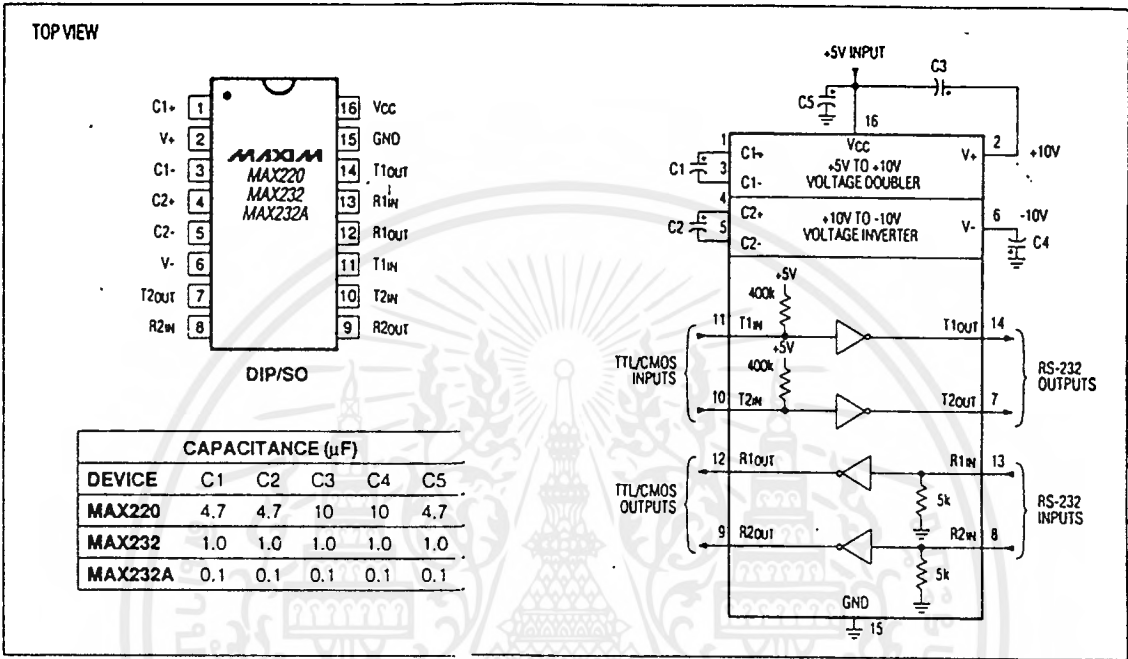 TOP VIEW
C1+ 1
V+ 2
C1- 3
C2+ 4
C2- 5
V- 6
T2OUT 7
R2IN 8
MAXIM
MAX220
MAX232
MAX232A
16 VCC
15 GND
14 T1OUT
13 R1IN
12 R1OUT
11 T1IN
10 T2IN
9 R2OUT
DIP/SO
CAPACITANCE (µF)
DEVICE C1 C2 C3 C4 C5
MAX220 4.7 4.7 10 10 4.7
MAX232 1.0 1.0 1.0 1.0 1.0
MAX232A 0.1 0.1 0.1 0.1 0.1
+5V INPUT
C3
C5
16
VCC
1
C1+
C1
3
C1-
+5V TO +10V
VOLTAGE DOUBLER
V+
2
+10V
4
C2+
C2
5
C2-
+10V TO -10V
VOLTAGE INVERTER
V-
6
-10V
C4
+5V
400k
11 T1IN
T1OUT 14
+5V
400k
TTL/CMOS
INPUTS
RS-232
OUTPUTS
10 T2IN
T2OUT 7
12 R1OUT
R1IN 13
5k
TTL/CMOS
OUTPUTS
RS-232
INPUTS
9 R2OUT
R2IN 8
5k
GND
15